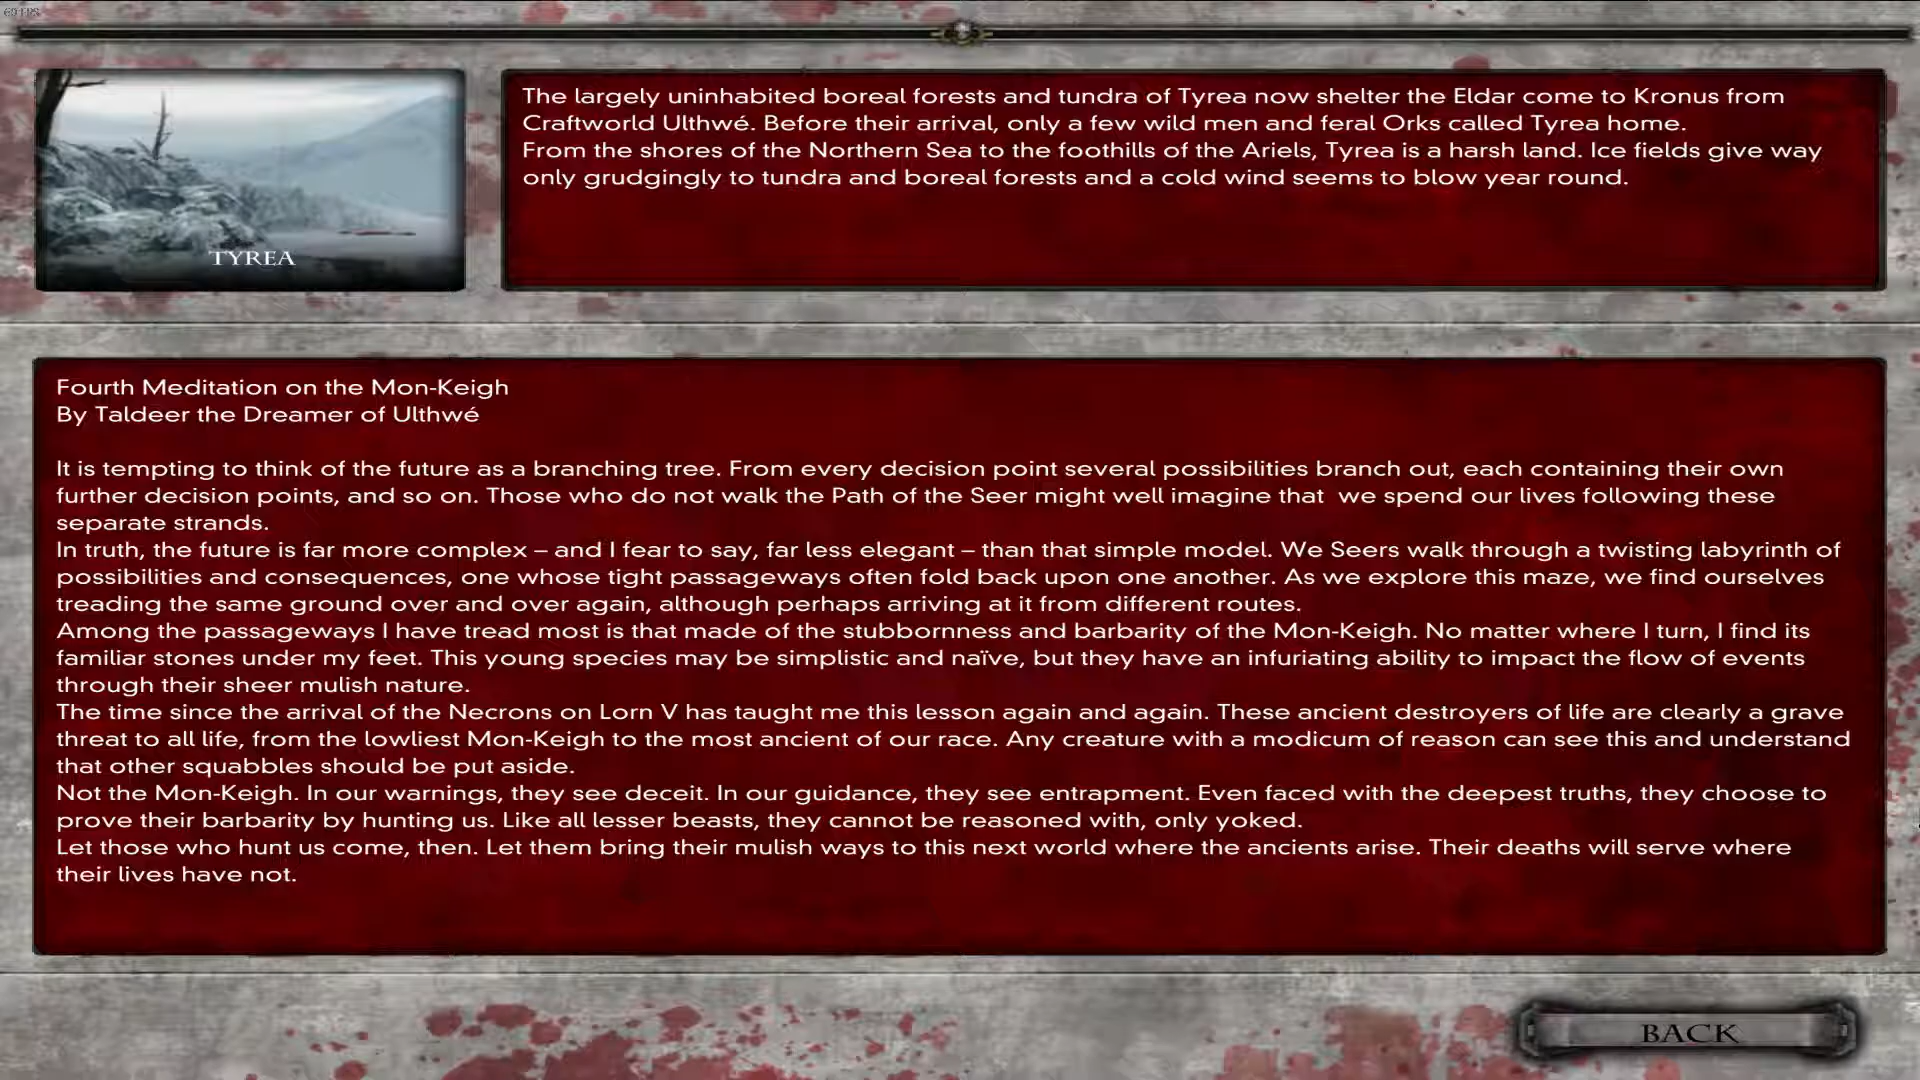 60 FPS
The largely uninhabited boreal forests and tundra of Tyrea now shelter the Eldar come to Kronus from
Craftworld Ulthwé. Before their arrival, only a few wild men and feral Orks called Tyrea home.
From the shores of the Northern Sea to the foothills of the Ariels, Tyrea is a harsh land. Ice fields give way
only grudgingly to tundra and boreal forests and a cold wind seems to blow year round.
TYREA
Fourth Meditation on the Mon-Keigh
By Taldeer the Dreamer of Ulthwé
It is tempting to think of the future as a branching tree. From every decision point several possibilities branch out, each containing their own
further decision points, and so on. Those who do not walk the Path of the Seer might well imagine that  we spend our lives following these
separate strands.
In truth, the future is far more complex – and I fear to say, far less elegant – than that simple model. We Seers walk through a twisting labyrinth of
possibilities and consequences, one whose tight passageways often fold back upon one another. As we explore this maze, we find ourselves
treading the same ground over and over again, although perhaps arriving at it from different routes.
Among the passageways I have tread most is that made of the stubbornness and barbarity of the Mon-Keigh. No matter where I turn, I find its
familiar stones under my feet. This young species may be simplistic and naïve, but they have an infuriating ability to impact the flow of events
through their sheer mulish nature.
The time since the arrival of the Necrons on Lorn V has taught me this lesson again and again. These ancient destroyers of life are clearly a grave
threat to all life, from the lowliest Mon-Keigh to the most ancient of our race. Any creature with a modicum of reason can see this and understand
that other squabbles should be put aside.
Not the Mon-Keigh. In our warnings, they see deceit. In our guidance, they see entrapment. Even faced with the deepest truths, they choose to
prove their barbarity by hunting us. Like all lesser beasts, they cannot be reasoned with, only yoked.
Let those who hunt us come, then. Let them bring their mulish ways to this next world where the ancients arise. Their deaths will serve where
their lives have not.
BACK